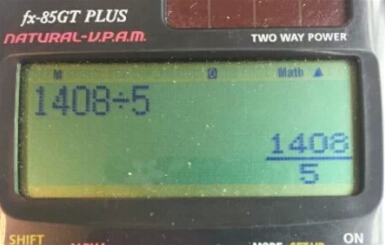 fx-85GT PLUS
NATURAL-V.P.A.M.
TWO WAY POWER
M D Math ▲
1408÷5
1408
5
SHIFT
ON